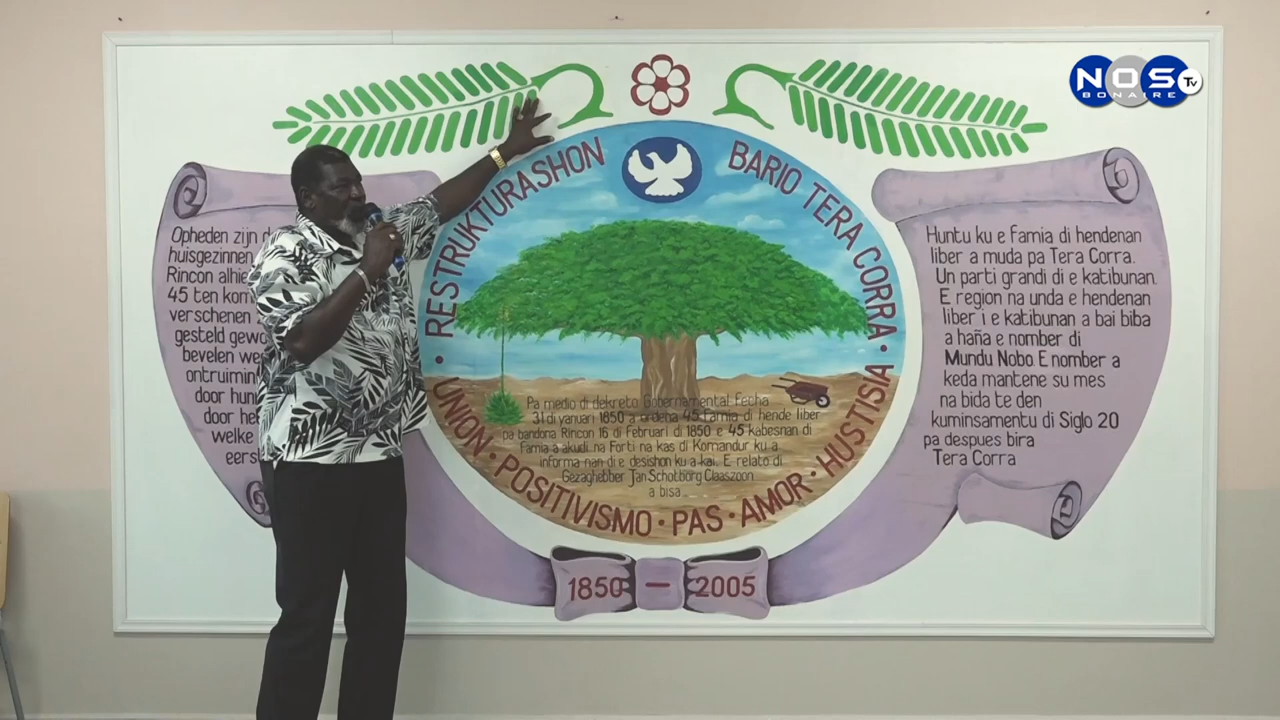 NOS TV
BONAIRE
RESTRUKTURASHON BARIO TERA CORRA
UNION · POSITIVISMO · PAS · AMOR · HUSTISIA
Opheden zijn
huisgezinnen
Rincon alhie
45 ten kom
verschenen
gesteld gewo
bevelen we
ontruimin
door hun
door he
welke
eers
Pa medio di dekreto Gobernamental Fecha
31 di yanuari 1850 a ordena 45 Famia di hende liber
pa bandona Rincon 16 di Februari di 1850 e 45 kabesnan di
Famia a akudi na Forti na kas di Komandur ku a
informa nan di e desishon ku a kai. E relato di
Gezaghebber Jan Schotborg Claaszoon
a bisa
Huntu ku e Famia di hendenan
liber a muda pa Tera Corra.
Un parti grandi di e katibunan.
E region na unda e hendenan
liber i e katibunan a bai biba
a haña e nomber di
Mundu Nobo. E nomber a
keda mantene su mes
na bida te den
kuminsamentu di Siglo 20
pa despues bira
Tera Corra
1850 - 2005